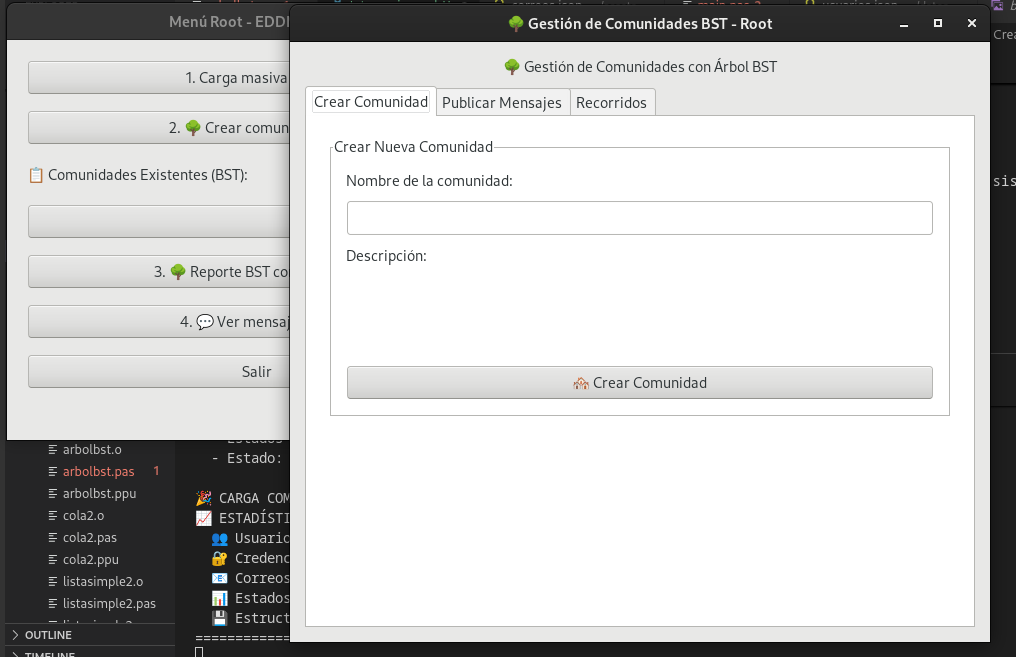 Menú Root - EDDI
1. Carga masiva
2. 🌳 Crear comun
📋 Comunidades Existentes (BST):
3. 🌳 Reporte BST co
4. 💬 Ver mensaj
Salir
🌳 Gestión de Comunidades BST - Root
🌳 Gestión de Comunidades con Árbol BST
Crear Comunidad
Publicar Mensajes
Recorridos
Crear Nueva Comunidad
Nombre de la comunidad:
Descripción:
🏘️ Crear Comunidad
Crea
sis
arbolbst.o
arbolbst.pas 1
arbolbst.ppu
cola2.o
cola2.pas
cola2.ppu
listasimple2.o
listasimple2.pas
OUTLINE
TIMELINE
- Estado:
🎉 CARGA COM
📈 ESTADÍSTI
👥 Usuario
🔐 Credenc
📧 Correos
📊 Estados
💾 Estruct
============